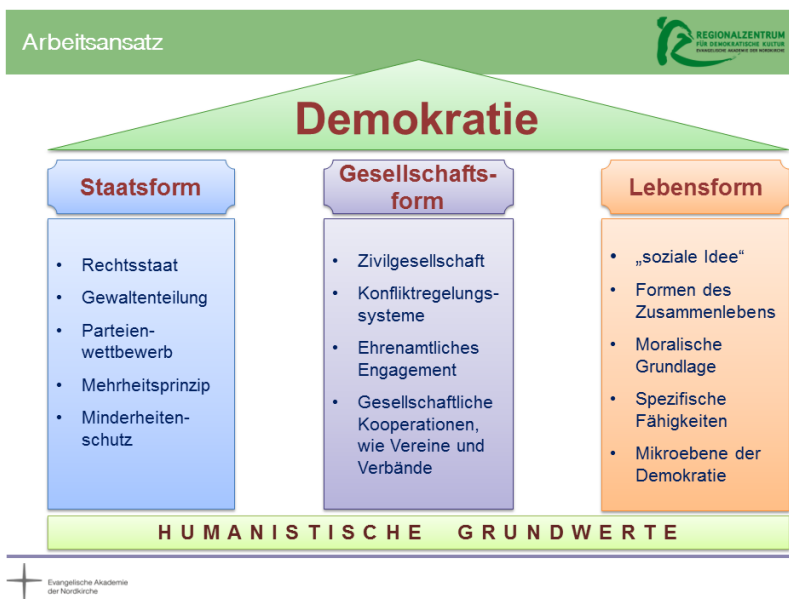 Arbeitsansatz
REGIONALZENTRUM
FÜR DEMOKRATISCHE KULTUR
EVANGELISCHE AKADEMIE DER NORDKIRCHE
Demokratie
Staatsform
• Rechtsstaat
• Gewaltenteilung
• Parteien-
wettbewerb
• Mehrheitsprinzip
• Minderheiten-
schutz
Gesellschafts-
form
• Zivilgesellschaft
• Konfliktregelungs-
systeme
• Ehrenamtliches
Engagement
• Gesellschaftliche
Kooperationen,
wie Vereine und
Verbände
Lebensform
• „soziale Idee“
• Formen des
Zusammenlebens
• Moralische
Grundlage
• Spezifische
Fähigkeiten
• Mikroebene der
Demokratie
HUMANISTISCHE GRUNDWERTE
Evangelische Akademie
der Nordkirche